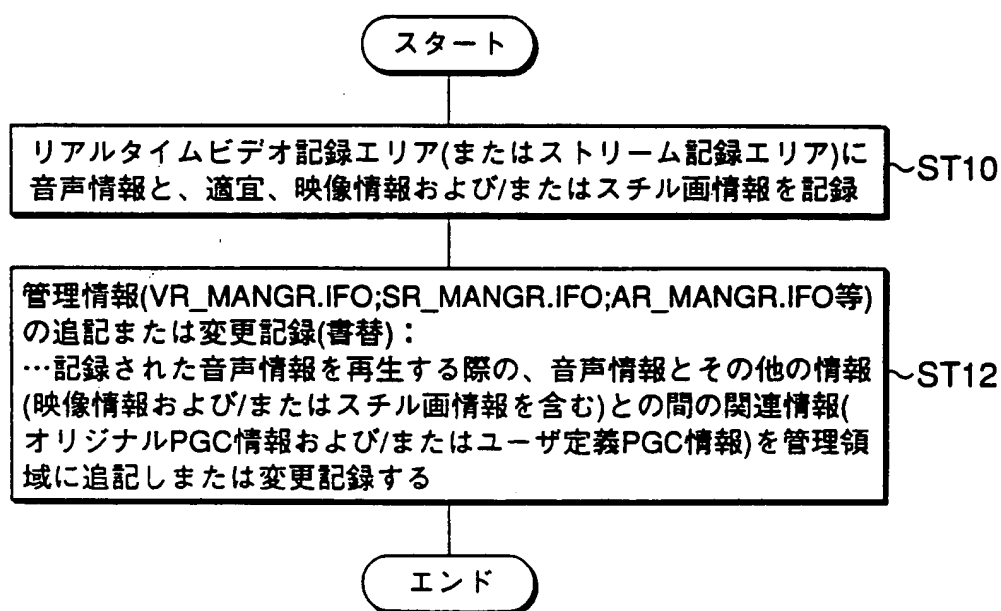 スタート
リアルタイムビデオ記録エリア(またはストリーム記録エリア)に
音声情報と、適宜、映像情報および/またはスチル画情報を記録
~ST10
管理情報(VR_MANGR.IFO;SR_MANGR.IFO;AR_MANGR.IFO等)
の追記または変更記録(書替)：
…記録された音声情報を再生する際の、音声情報とその他の情報
(映像情報および/またはスチル画情報を含む)との間の関連情報(
オリジナルPGC情報および/またはユーザ定義PGC情報)を管理領
域に追記しまたは変更記録する
~ST12
エンド